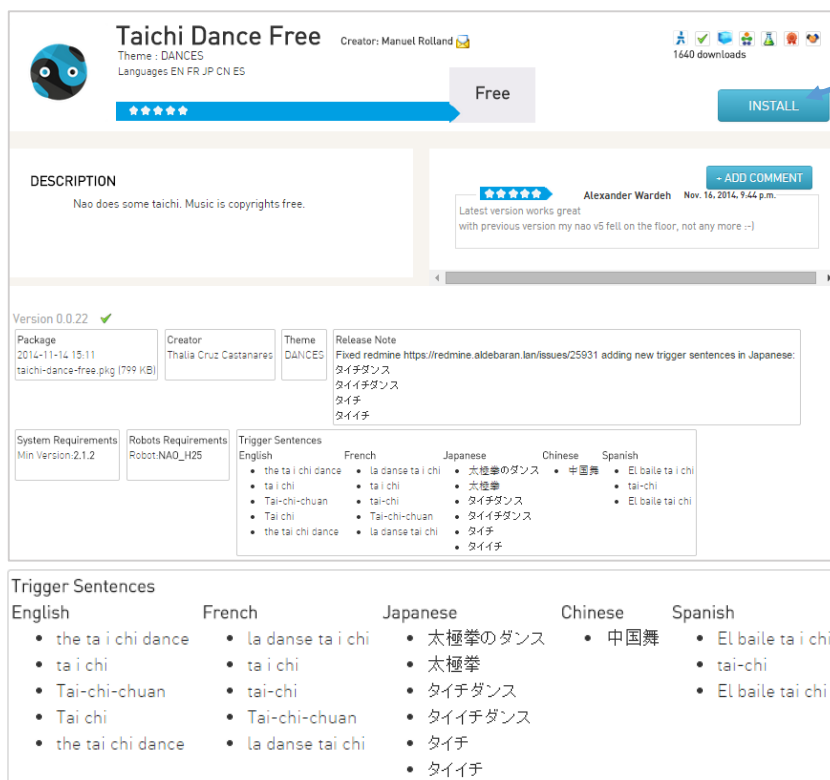 Taichi Dance Free
Creator: Manuel Rolland
Theme : DANCES
Languages EN FR JP CN ES
1640 downloads
Free
INSTALL
DESCRIPTION
Nao does some taichi. Music is copyrights free.
+ ADD COMMENT
Alexander Wardeh Nov. 16, 2014, 9:44 p.m.
Latest version works great
with previous version my nao v5 fell on the floor, not any more :-)
Version 0.0.22
Package
2014-11-14 15:11
taichi-dance-free.pkg (799 KB)
Creator
Thalia Cruz Castanares
Theme
DANCES
Release Note
Fixed redmine https://redmine.aldebaran.lan/issues/25931 adding new trigger sentences in Japanese:
タイチダンス
タイイチダンス
タイチ
タイイチ
System Requirements
Min Version:2.1.2
Robots Requirements
Robot:NAO_H25
Trigger Sentences
English
the ta i chi dance
ta i chi
Tai-chi-chuan
Tai chi
the tai chi dance
French
la danse ta i chi
ta i chi
tai-chi
Tai-chi-chuan
la danse tai chi
Japanese
太極拳のダンス
太極拳
タイチダンス
タイイチダンス
タイチ
タイイチ
Chinese
中国舞
Spanish
El baile ta i chi
tai-chi
El baile tai chi
Trigger Sentences
English
the ta i chi dance
ta i chi
Tai-chi-chuan
Tai chi
the tai chi dance
French
la danse ta i chi
ta i chi
tai-chi
Tai-chi-chuan
la danse tai chi
Japanese
太極拳のダンス
太極拳
タイチダンス
タイイチダンス
タイチ
タイイチ
Chinese
中国舞
Spanish
El baile ta i chi
tai-chi
El baile tai chi